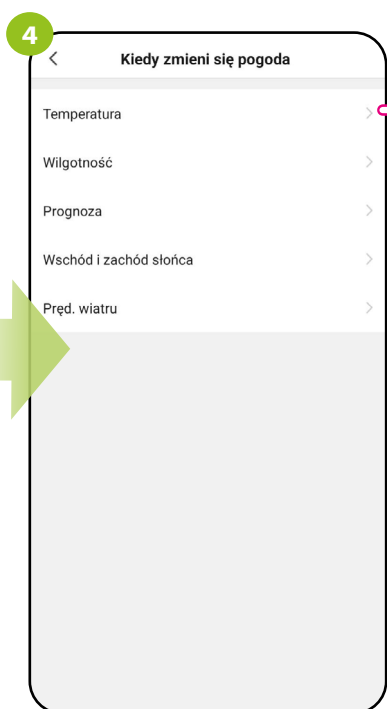 4
Kiedy zmieni się pogoda
Temperatura
Wilgotność
Prognoza
Wschód i zachód słońca
Pręd. wiatru